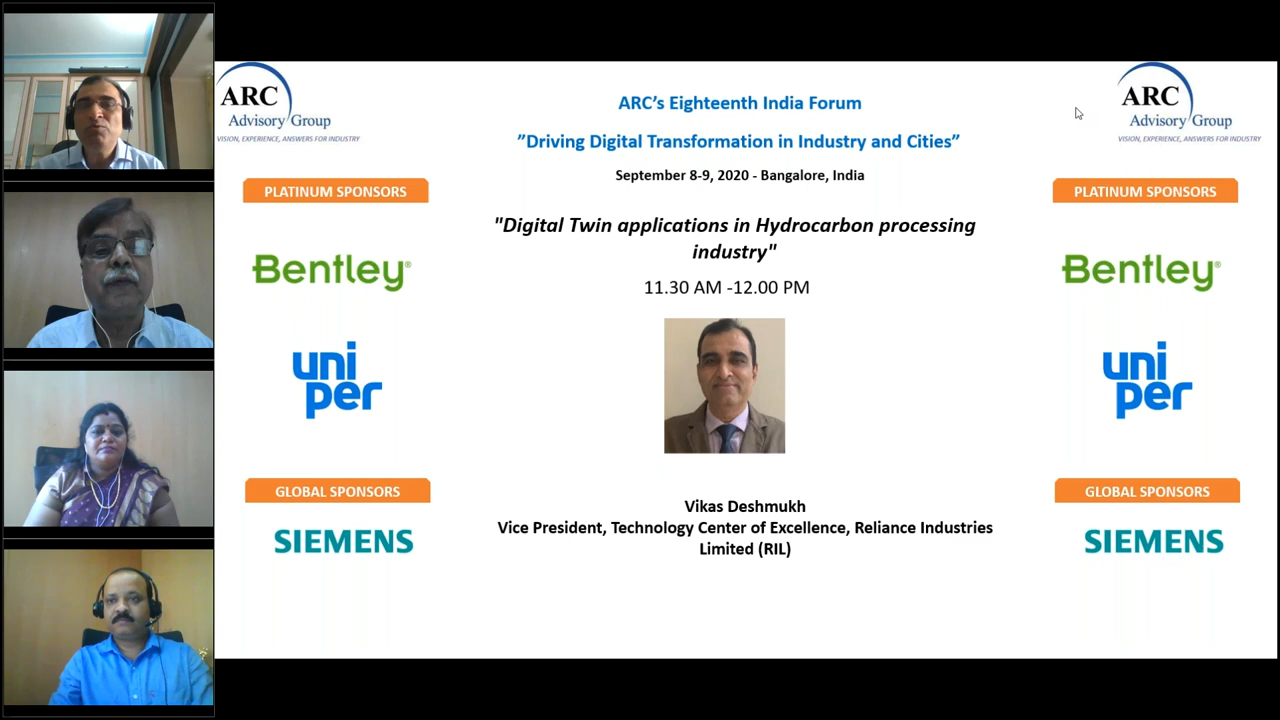 ARC
Advisory Group
VISION, EXPERIENCE, ANSWERS FOR INDUSTRY
ARC's Eighteenth India Forum
"Driving Digital Transformation in Industry and Cities"
September 8-9, 2020 - Bangalore, India
"Digital Twin applications in Hydrocarbon processing
industry"
11.30 AM -12.00 PM
Vikas Deshmukh
Vice President, Technology Center of Excellence, Reliance Industries
Limited (RIL)
PLATINUM SPONSORS
Bentley®
uni
per
GLOBAL SPONSORS
SIEMENS
ARC
Advisory Group
VISION, EXPERIENCE, ANSWERS FOR INDUSTRY
PLATINUM SPONSORS
Bentley®
uni
per
GLOBAL SPONSORS
SIEMENS